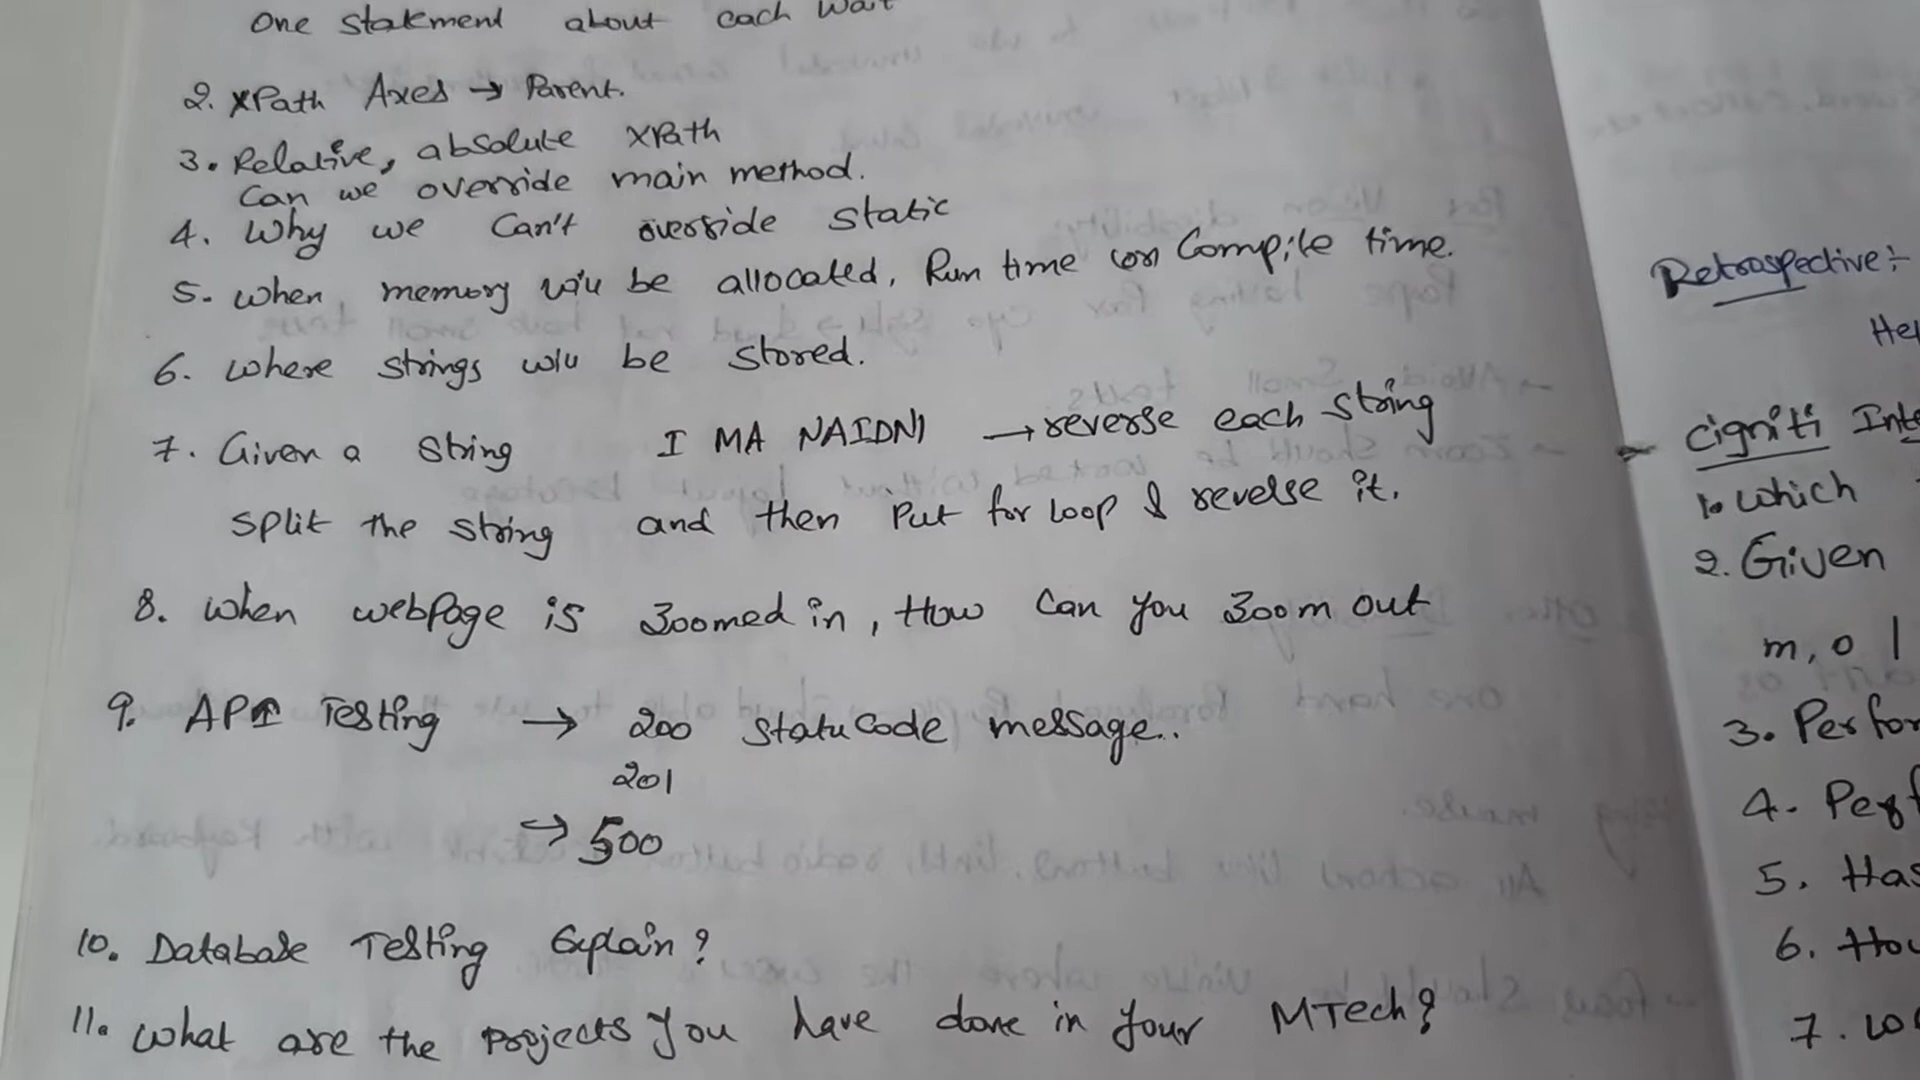 One statement about each wait
2. XPath Axes → Parent.
3. Relative, absolute XPath
Can we override main method.
4. Why we Can't override static
5. When memory will be allocated, Run time (or) Compile time.
6. Where strings will be stored.
7. Given a string I MA NAIDNI → reverse each string
split the string and then Put for loop & reverse it.
8. When webpage is zoomed in, How can you zoom out
9. API Testing → 200 Statu code message..
201
→ 500
10. Database Testing Explain?
11. What are the projects you have done in your MTech?
Retrospective:-
Cigniti
1. Which
2. Given
m, o
3.
4.
5.
6.
7.